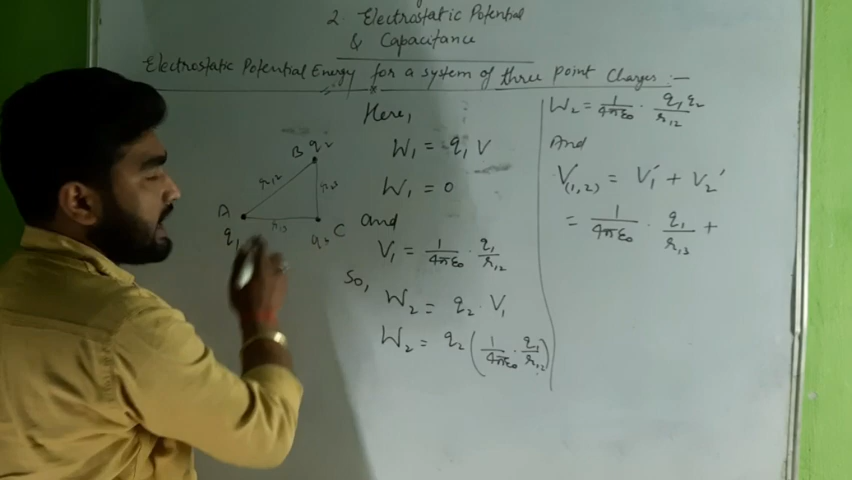 2 Electrostatic Potential
& Capacitance
Electrostatic Potential Energy for a system of three point Charges :-
Here,
W₁ = q₁ V
W₁ = 0
and
V₁ = 1/4πε₀ · q₁/r₁₂
So,
W₂ = q₂ · V₁
W₂ = q₂ (1/4πε₀ · q₁/r₁₂)
B q₂
r₁₂
r₂₃
A
q₁
r₁₃
C
q₃
W₂ = 1/4πε₀ · q₁q₂/r₁₂
And
V₍₁,₂₎ = V₁' + V₂'
= 1/4πε₀ · q₁/r₁₃ +